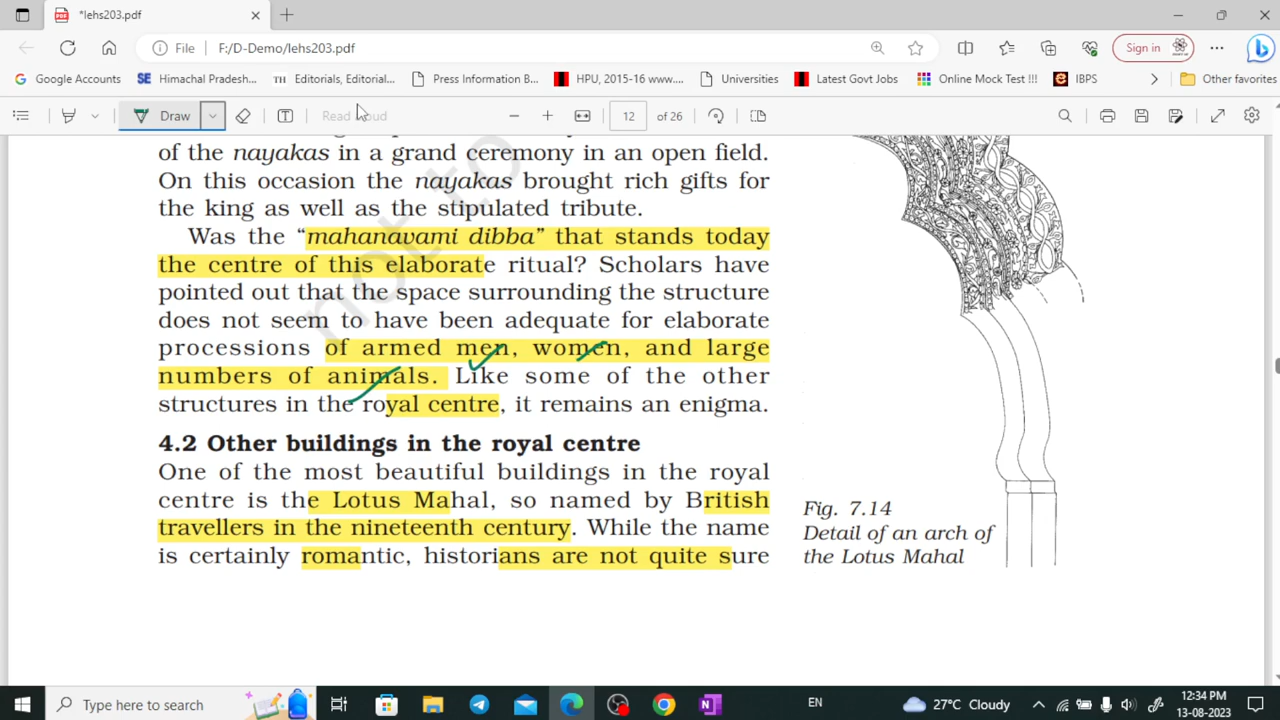 *lehs203.pdf
File F:/D-Demo/lehs203.pdf
Sign in
Google Accounts
SE Himachal Pradesh...
TH Editorials, Editorial...
Press Information B...
HPU, 2015-16 www....
Universities
Latest Govt Jobs
Online Mock Test !!!
IBPS
Other favorites
Draw
Read aloud
12 of 26
of the nayakas in a grand ceremony in an open field.
On this occasion the nayakas brought rich gifts for
the king as well as the stipulated tribute.
Was the “mahanavami dibba” that stands today
the centre of this elaborate ritual? Scholars have
pointed out that the space surrounding the structure
does not seem to have been adequate for elaborate
processions of armed men, women, and large
numbers of animals. Like some of the other
structures in the royal centre, it remains an enigma.
4.2 Other buildings in the royal centre
One of the most beautiful buildings in the royal
centre is the Lotus Mahal, so named by British
travellers in the nineteenth century. While the name
is certainly romantic, historians are not quite sure
not to
Fig. 7.14
Detail of an arch of
the Lotus Mahal
Type here to search
EN
27°C Cloudy
12:34 PM
13-08-2023